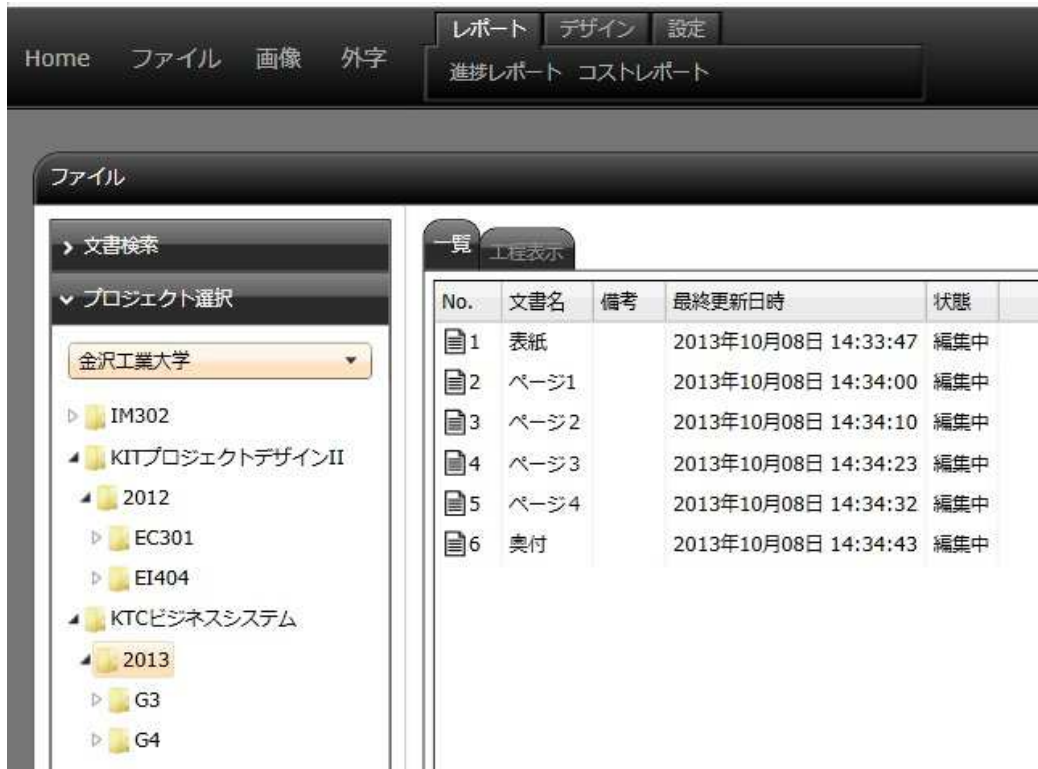 レポート デザイン 設定
Home ファイル 画像 外字
進捗レポート コストレポート
ファイル
文書検索
プロジェクト選択
金沢工業大学
IM302
KITプロジェクトデザインII
2012
EC301
EI404
KTCビジネスシステム
2013
G3
G4
一覧 工程表示
No. 文書名 備考 最終更新日時 状態
1 表紙 2013年10月08日 14:33:47 編集中
2 ページ1 2013年10月08日 14:34:00 編集中
3 ページ2 2013年10月08日 14:34:10 編集中
4 ページ3 2013年10月08日 14:34:23 編集中
5 ページ4 2013年10月08日 14:34:32 編集中
6 奥付 2013年10月08日 14:34:43 編集中